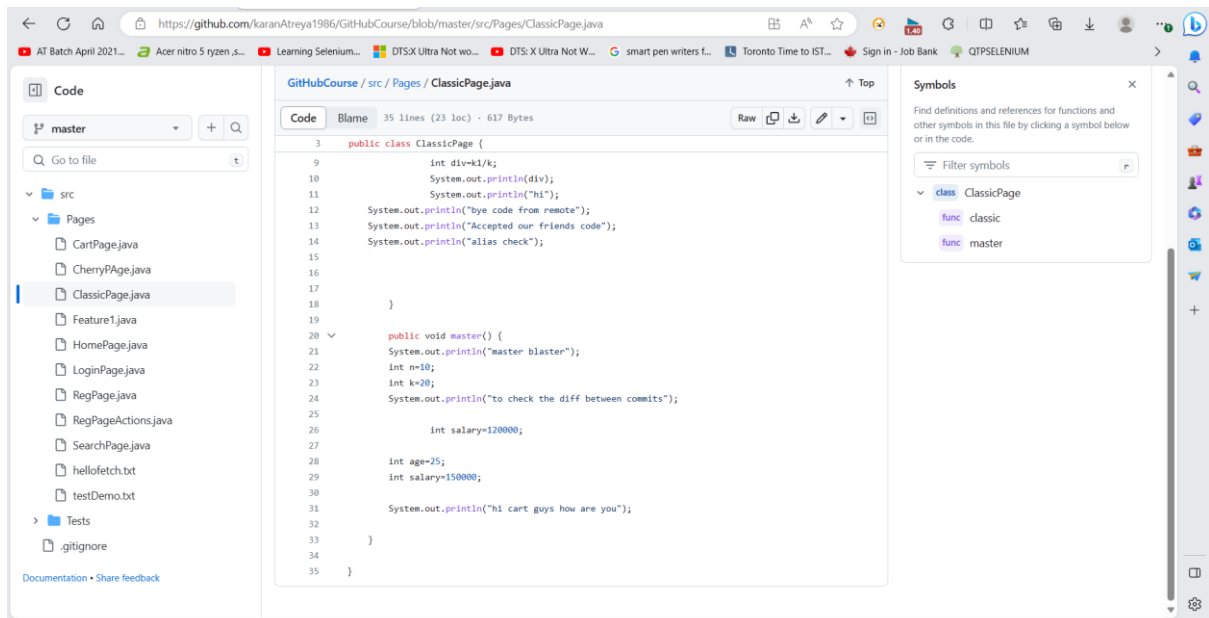 https://github.com/karanAtreya1986/GitHubCourse/blob/master/src/Pages/ClassicPage.java
1.40
AT Batch April 2021...
Acer nitro 5 ryzen ,s...
Learning Selenium...
DTS:X Ultra Not wo...
DTS: X Ultra Not W...
smart pen writers f...
Toronto Time to IST...
Sign in - Job Bank
QTPSELENIUM
Code
master
Go to file
t
src
Pages
CartPage.java
CherryPAge.java
ClassicPage.java
Feature1.java
HomePage.java
LoginPage.java
RegPage.java
RegPageActions.java
SearchPage.java
hellofetch.txt
testDemo.txt
Tests
.gitignore
Documentation • Share feedback
GitHubCourse / src / Pages / ClassicPage.java
Top
Code Blame 35 lines (23 loc) · 617 Bytes
Raw
3 public class ClassicPage {
9 int div=k1/k;
10 System.out.println(div);
11 System.out.println("hi");
12 System.out.println("bye code from remote");
13 System.out.println("Accepted our friends code");
14 System.out.println("alias check");
15
16
17
18 }
19
20 public void master() {
21 System.out.println("master blaster");
22 int n=10;
23 int k=20;
24 System.out.println("to check the diff between commits");
25
26 int salary=120000;
27
28 int age=25;
29 int salary=150000;
30
31 System.out.println("hi cart guys how are you");
32
33 }
34
35 }
Symbols
Find definitions and references for functions and
other symbols in this file by clicking a symbol below
or in the code.
Filter symbols
r
class ClassicPage
func classic
func master